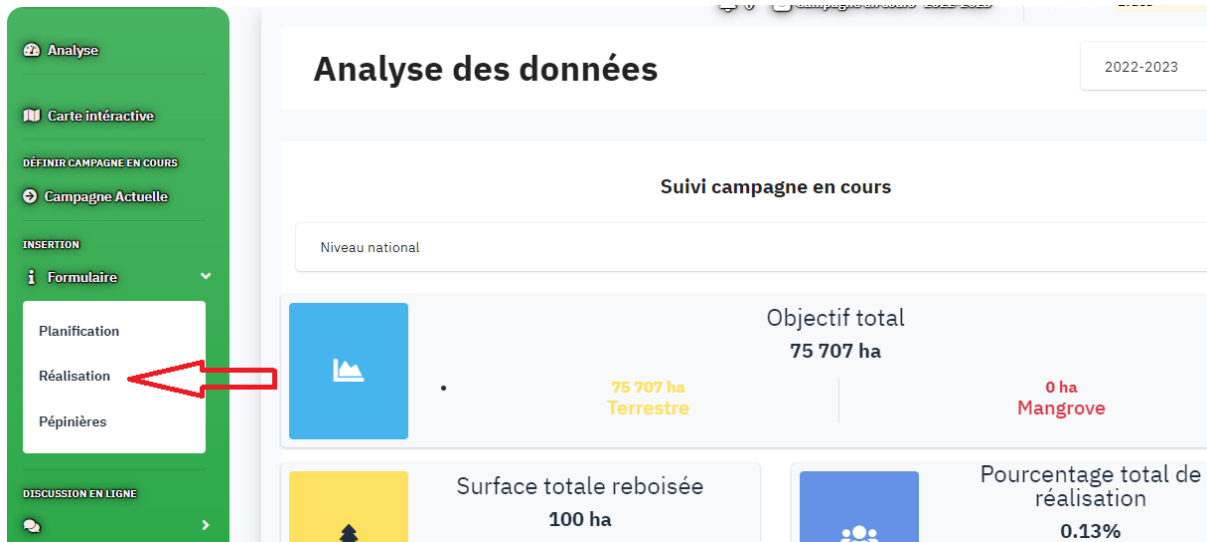 Analyse
Carte intéractive
DÉFINIR CAMPAGNE EN COURS
Campagne Actuelle
INSERTION
Formulaire
Planification
Réalisation
Pépinières
DISCUSSION EN LIGNE
Analyse des données
2022-2023
Suivi campagne en cours
Niveau national
Objectif total
75 707 ha
75 707 ha
Terrestre
0 ha
Mangrove
Surface totale reboisée
100 ha
Pourcentage total de
réalisation
0.13%